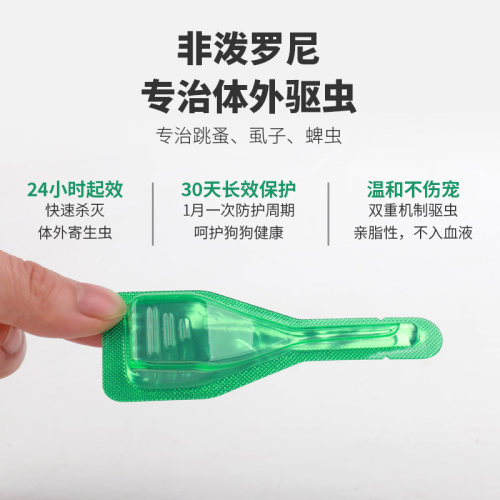 非泼罗尼
专治体外驱虫
专治跳蚤、虱子、蜱虫
24小时起效
快速杀灭
体外寄生虫
30天长效保护
1月一次防护周期
呵护狗狗健康
温和不伤宠
双重机制驱虫
亲脂性，不入血液